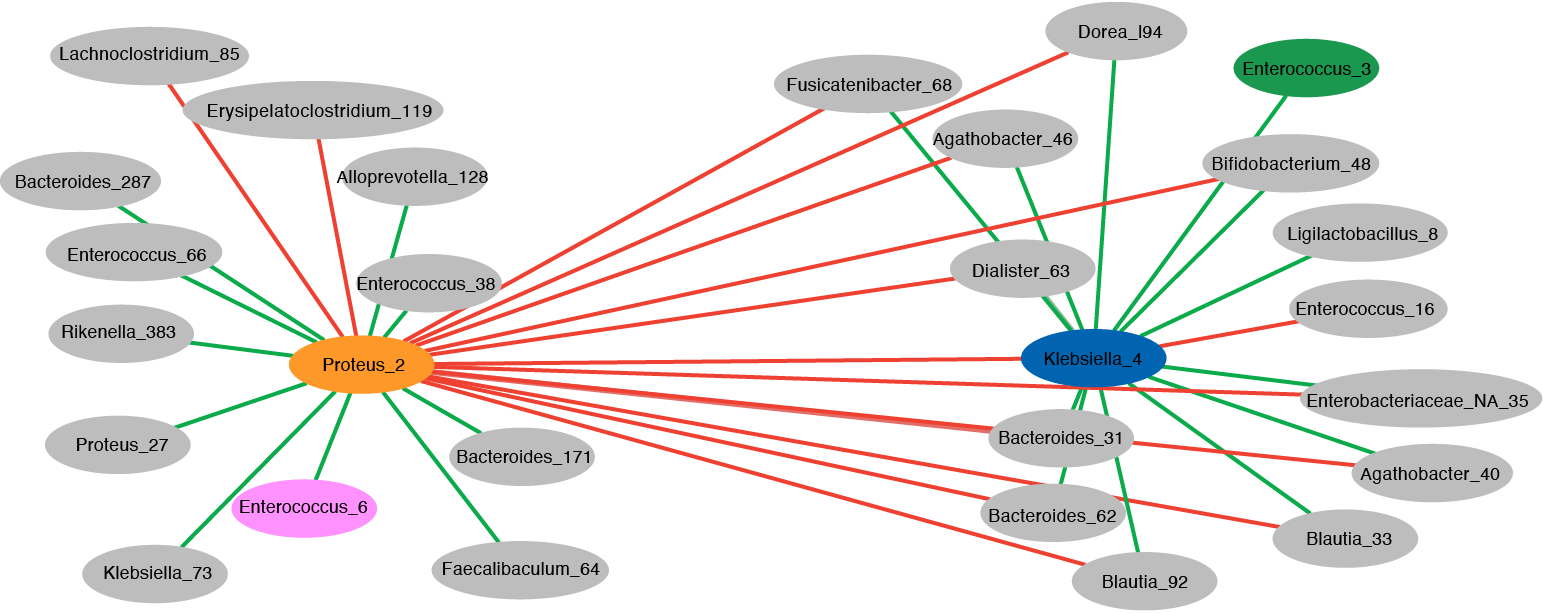 Dorea_l94
Lachnoclostridium_85
Enterococcus_3
Fusicatenibacter_68
Erysipelatoclostridium_119
Agathobacter_46
Bifidobacterium_48
Alloprevotella_128
Bacteroides_287
Ligilactobacillus_8
Enterococcus_66
Dialister_63
Enterococcus_38
Enterococcus_16
Rikenella_383
Klebsiella_4
Proteus_2
Enterobacteriaceae_NA_35
Bacteroides_31
Proteus_27
Bacteroides_171
Agathobacter_40
Enterococcus_6
Bacteroides_62
Blautia_33
Faecalibaculum_64
Klebsiella_73
Blautia_92